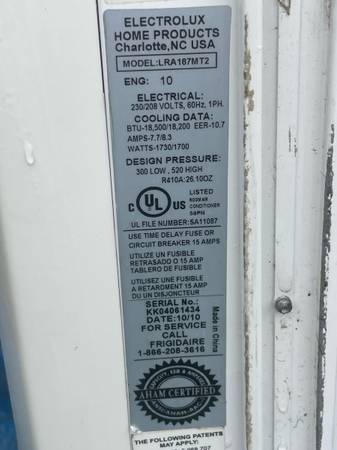 ELECTROLUX
HOME PRODUCTS
Charlotte,NC USA
MODEL:LRA187MT2
ENG: 10
ELECTRICAL:
230/208 VOLTS, 60Hz, 1PH.
COOLING DATA:
BTU-18,500/18,200 EER-10.7
AMPS-7.7/8.3
WATTS-1730/1700
DESIGN PRESSURE:
300 LOW , 520 HIGH
R410A:26.10OZ
C UL US LISTED
ROOM AIR
CONDITIONER
UL FILE NUMBER:SA11087
USE TIME DELAY FUSE OR
CIRCUIT BREAKER 15 AMPS
UTILIZE UN FUSIBLE
RETRASADO O 15 AMP
TABLERO DE FUSIBLE
UTILISEZ UNE FUSIBLE
A RETARDMENT 15 AMP
DU UN DISJONCTEUR
SERIAL No.:
KK04061434
DATE:10/10
FOR SERVICE
CALL
FRIGIDAIRE
1-866-208-3616
Made in China
AHAM CERTIFIED
THE FOLLOWING PATENTS
MAY APPLY: